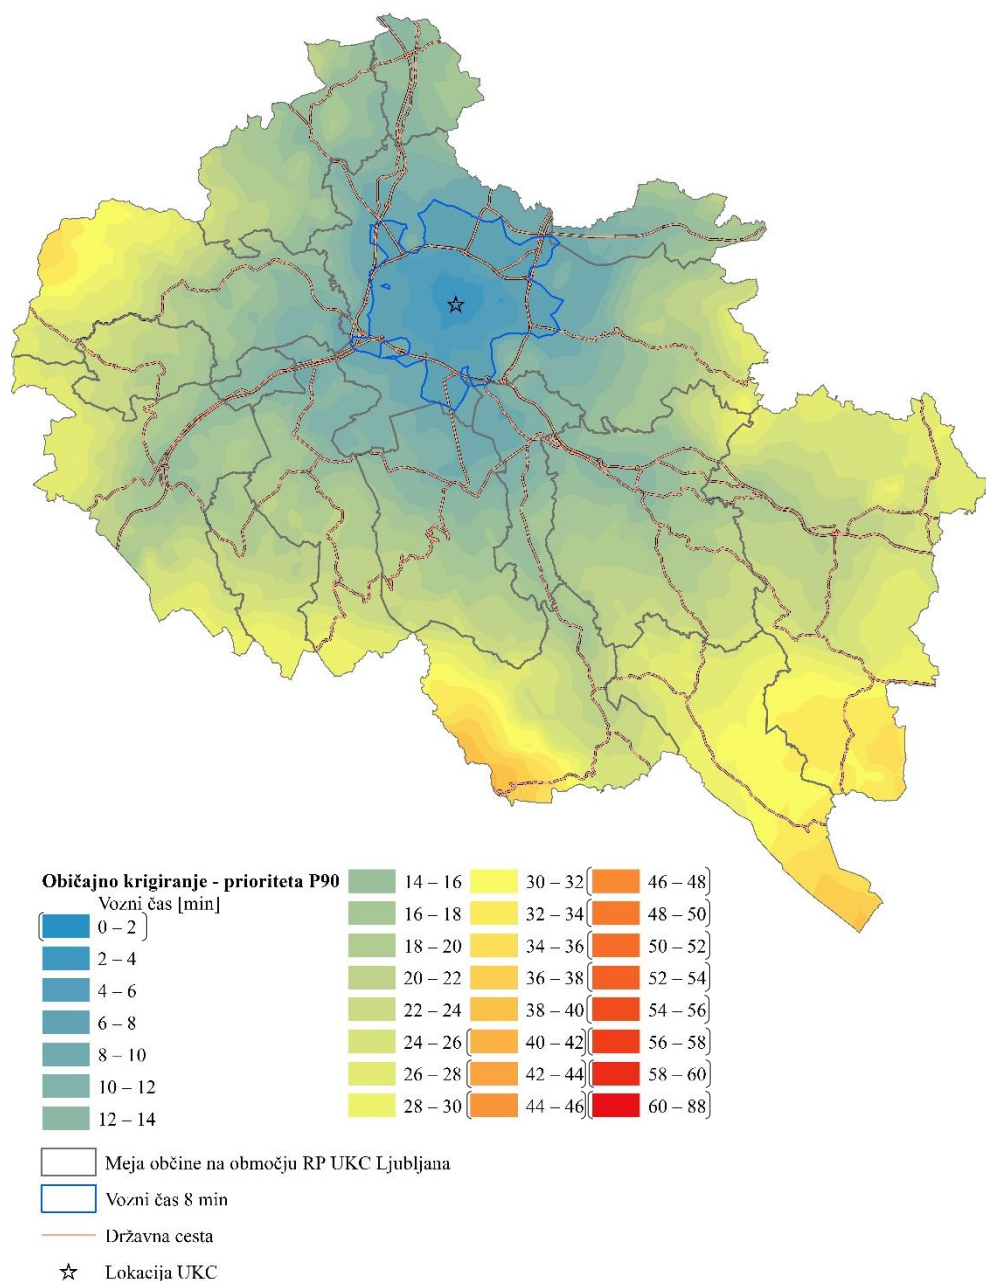 Običajno krigiranje - prioriteta P90
Vozni čas [min]
0 – 2
2 – 4
4 – 6
6 – 8
8 – 10
10 – 12
12 – 14
14 – 16
16 – 18
18 – 20
20 – 22
22 – 24
24 – 26
26 – 28
28 – 30
30 – 32
32 – 34
34 – 36
36 – 38
38 – 40
40 – 42
42 – 44
44 – 46
46 – 48
48 – 50
50 – 52
52 – 54
54 – 56
56 – 58
58 – 60
60 – 88
Meja občine na območju RP UKC Ljubljana
Vozni čas 8 min
Državna cesta
Lokacija UKC